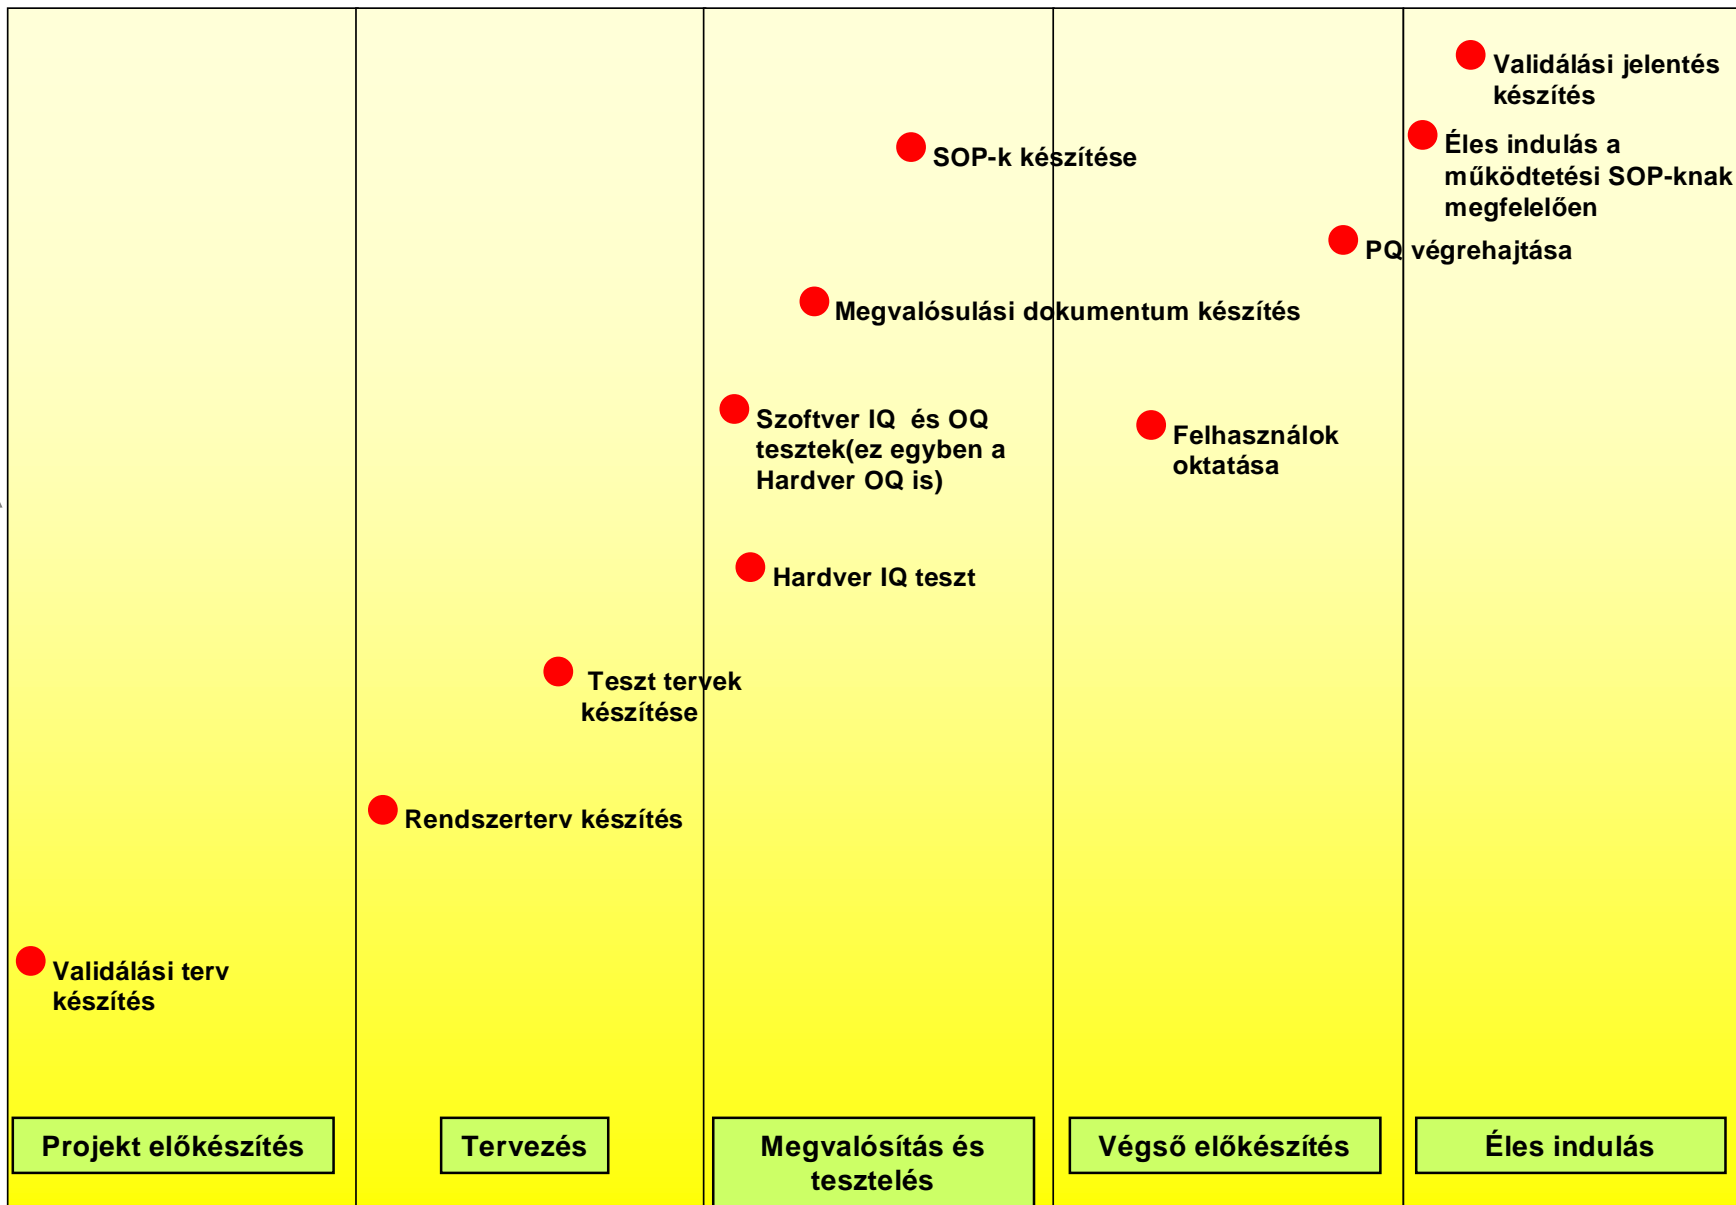 Validálási jelentés
készítés
Éles indulás a
működtetési SOP-knak
megfelelően
SOP-k készítése
PQ végrehajtása
Megvalósulási dokumentum készítés
Szoftver IQ  és OQ
tesztek(ez egyben a
Hardver OQ is)
Felhasználok
oktatása
Hardver IQ teszt
Teszt tervek
készítése
Rendszerterv készítés
Validálási terv
készítés
Projekt előkészítés
Tervezés
Megvalósítás és
tesztelés
Végső előkészítés
Éles indulás